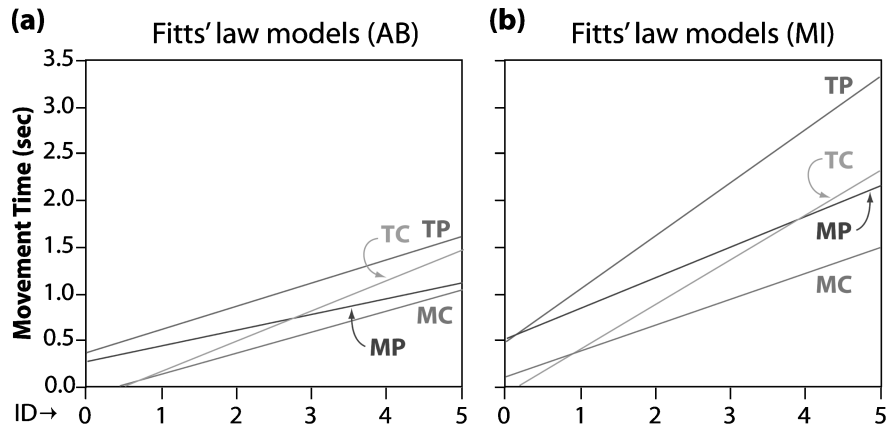 (a) Fitts' law models (AB)
Movement Time (sec)
3.5
3.0
2.5
2.0
1.5
1.0
0.5
0.0
TC
TP
MC
MP
ID→ 0 1 2 3 4 5
(b) Fitts' law models (MI)
TP
TC
MP
MC
0 1 2 3 4 5